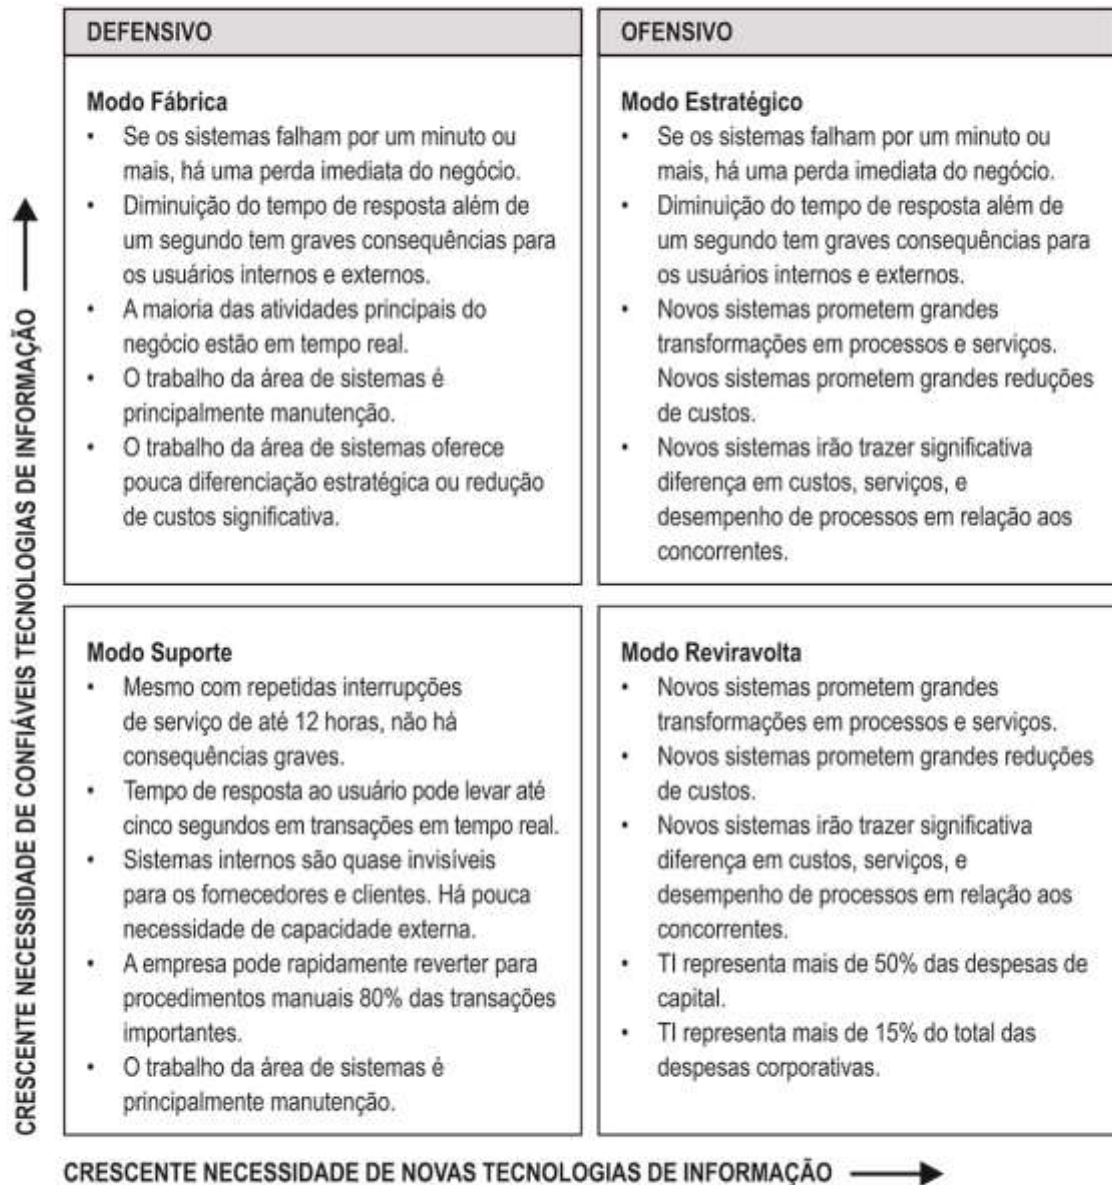 DEFENSIVO
Modo Fábrica
• Se os sistemas falham por um minuto ou
mais, há uma perda imediata do negócio.
• Diminuição do tempo de resposta além de
um segundo tem graves consequências para
os usuários internos e externos.
• A maioria das atividades principais do
negócio estão em tempo real.
• O trabalho da área de sistemas é
principalmente manutenção.
• O trabalho da área de sistemas oferece
pouca diferenciação estratégica ou redução
de custos significativa.
OFENSIVO
Modo Estratégico
• Se os sistemas falham por um minuto ou
mais, há uma perda imediata do negócio.
• Diminuição do tempo de resposta além de
um segundo tem graves consequências para
os usuários internos e externos.
• Novos sistemas prometem grandes
transformações em processos e serviços.
Novos sistemas prometem grandes reduções
de custos.
• Novos sistemas irão trazer significativa
diferença em custos, serviços, e
desempenho de processos em relação aos
concorrentes.
Modo Suporte
• Mesmo com repetidas interrupções
de serviço de até 12 horas, não há
consequências graves.
• Tempo de resposta ao usuário pode levar até
cinco segundos em transações em tempo real.
• Sistemas internos são quase invisíveis
para os fornecedores e clientes. Há pouca
necessidade de capacidade externa.
• A empresa pode rapidamente reverter para
procedimentos manuais 80% das transações
importantes.
• O trabalho da área de sistemas é
principalmente manutenção.
Modo Reviravolta
• Novos sistemas prometem grandes
transformações em processos e serviços.
• Novos sistemas prometem grandes reduções
de custos.
• Novos sistemas irão trazer significativa
diferença em custos, serviços, e
desempenho de processos em relação aos
concorrentes.
• TI representa mais de 50% das despesas de
capital.
• TI representa mais de 15% do total das
despesas corporativas.
CRESCENTE NECESSIDADE DE CONFIÁVEIS TECNOLOGIAS DE INFORMAÇÃO
CRESCENTE NECESSIDADE DE NOVAS TECNOLOGIAS DE INFORMAÇÃO